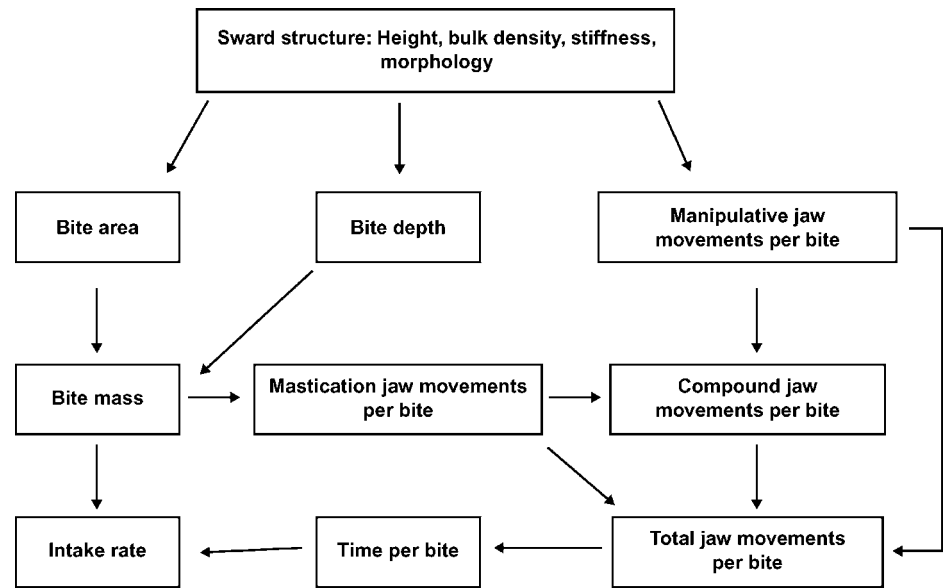 Sward structure: Height, bulk density, stiffness,
morphology
Bite area
Bite depth
Manipulative jaw
movements per bite
Bite mass
Mastication jaw movements
per bite
Compound jaw
movements per bite
Intake rate
Time per bite
Total jaw movements
per bite